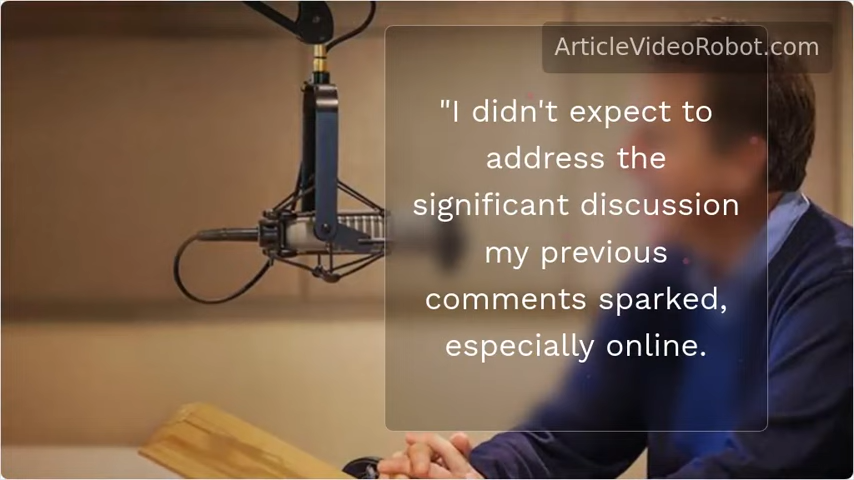 ArticleVideoRobot.com
"I didn't expect to
address the
significant discussion
my previous
comments sparked,
especially online.